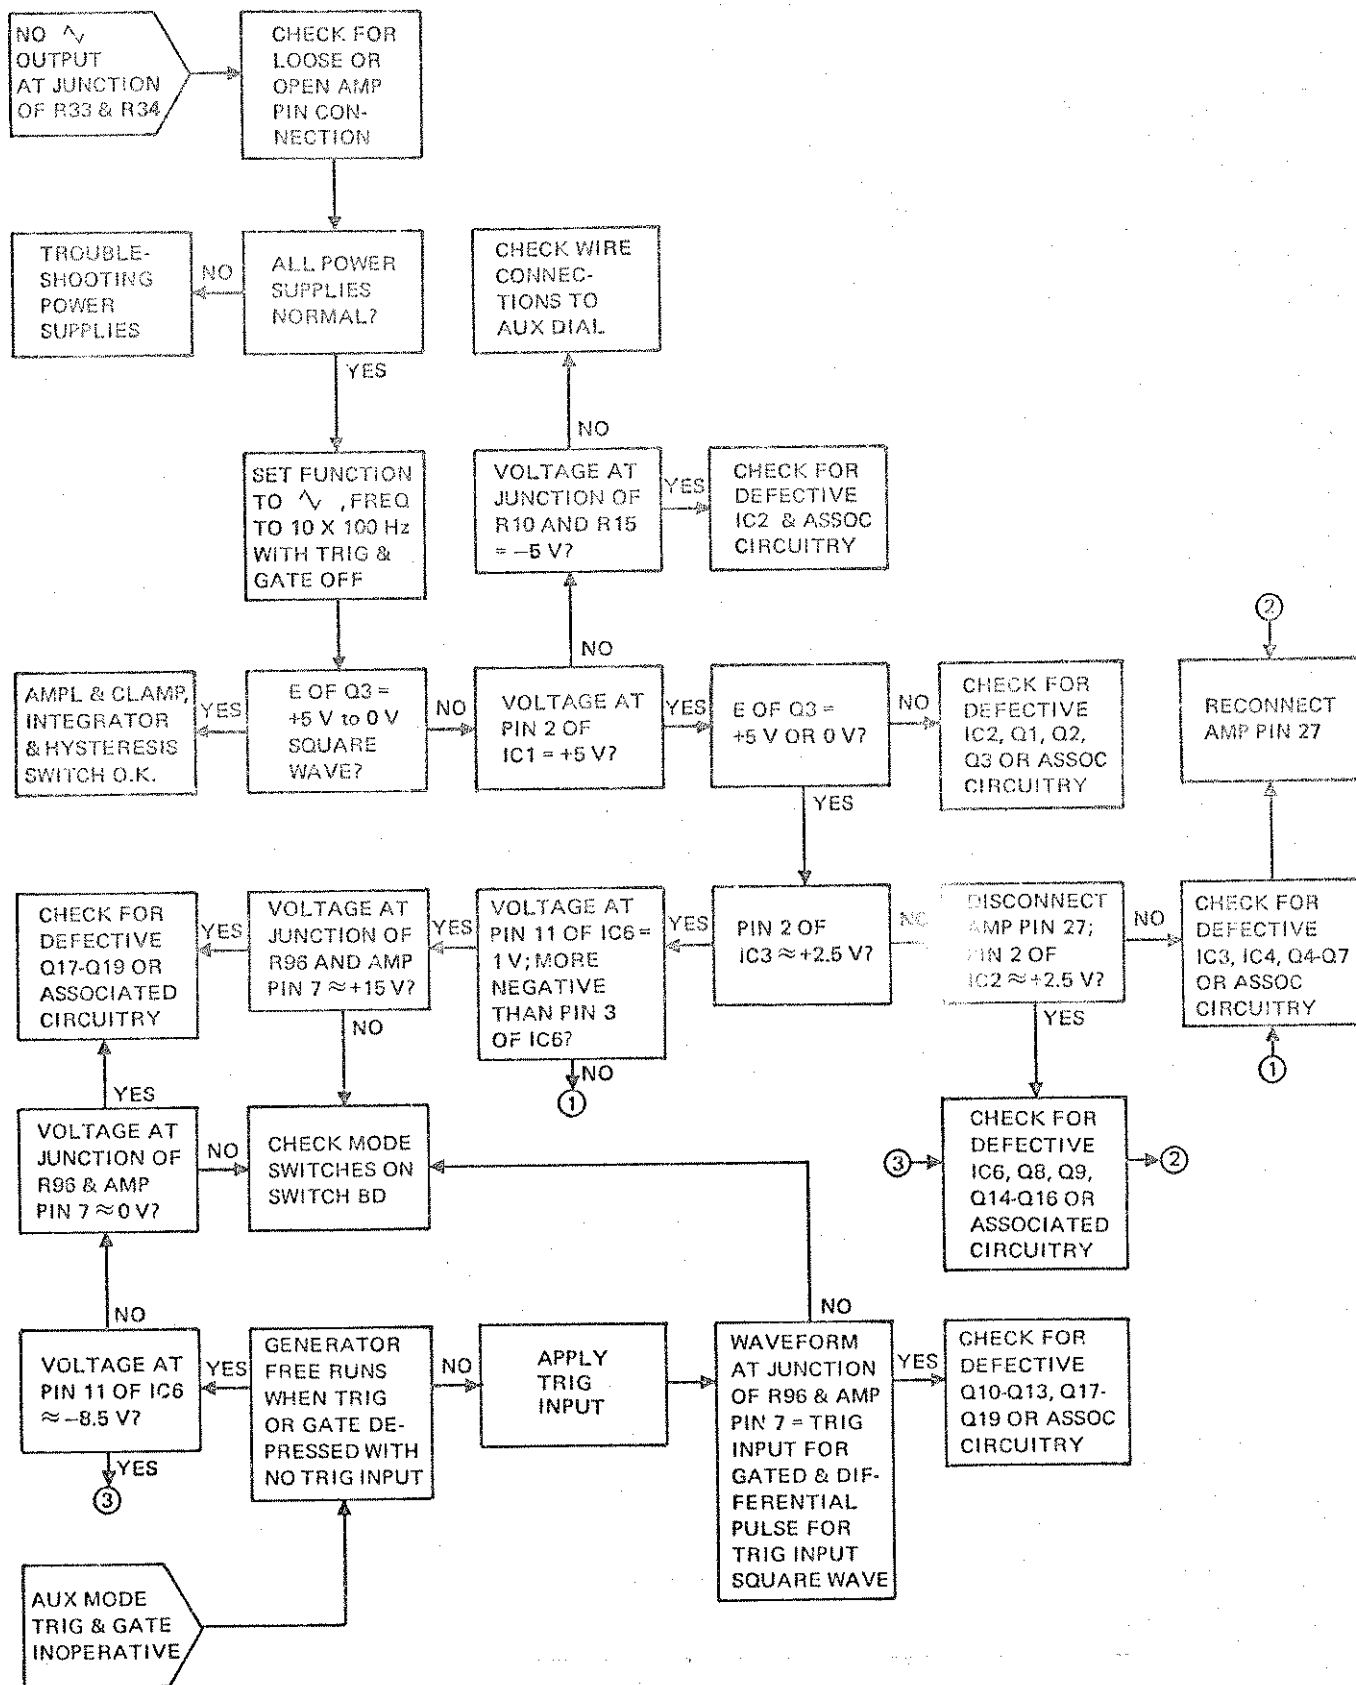 NO
OUTPUT
AT JUNCTION
OF R33 & R34
CHECK FOR
LOOSE OR
OPEN AMP
PIN CON-
NECTION
TROUBLE-
SHOOTING
POWER
SUPPLIES
NO
ALL POWER
SUPPLIES
NORMAL?
YES
CHECK WIRE
CONNEC-
TIONS TO
AUX DIAL
NO
SET FUNCTION
TO ∿ ,FREQ
TO 10 X 100 Hz
WITH TRIG &
GATE OFF
VOLTAGE AT
JUNCTION OF
R10 AND R15
= –5 V?
YES
CHECK FOR
DEFECTIVE
IC2 & ASSOC
CIRCUITRY
NO
2
AMPL & CLAMP,
INTEGRATOR
& HYSTERESIS
SWITCH O.K.
YES
E OF Q3 =
+5 V to 0 V
SQUARE
WAVE?
NO
VOLTAGE AT
PIN 2 OF
IC1 = +5 V?
YES
E OF Q3 =
+5 V OR 0 V?
NO
CHECK FOR
DEFECTIVE
IC2, Q1, Q2,
Q3 OR ASSOC
CIRCUITRY
RECONNECT
AMP PIN 27
YES
CHECK FOR
DEFECTIVE
Q17-Q19 OR
ASSOCIATED
CIRCUITRY
YES
VOLTAGE AT
JUNCTION OF
R96 AND AMP
PIN 7 ≈ +15 V?
YES
VOLTAGE AT
PIN 11 OF IC6 =
1 V; MORE
NEGATIVE
THAN PIN 3
OF IC6?
YES
PIN 2 OF
IC3 ≈ +2.5 V?
NO
DISCONNECT
AMP PIN 27;
PIN 2 OF
IC2 ≈ +2.5 V?
NO
CHECK FOR
DEFECTIVE
IC3, IC4, Q4-Q7
OR ASSOC
CIRCUITRY
NO
NO
1
YES
1
YES
VOLTAGE AT
JUNCTION OF
R96 & AMP
PIN 7 ≈ 0 V?
NO
CHECK MODE
SWITCHES ON
SWITCH BD
3
CHECK FOR
DEFECTIVE
IC6, Q8, Q9,
Q14-Q16 OR
ASSOCIATED
CIRCUITRY
2
NO
NO
VOLTAGE AT
PIN 11 OF IC6
≈ –8.5 V?
YES
GENERATOR
FREE RUNS
WHEN TRIG
OR GATE DE-
PRESSED WITH
NO TRIG INPUT
NO
APPLY
TRIG
INPUT
WAVEFORM
AT JUNCTION
OF R96 & AMP
PIN 7 = TRIG
INPUT FOR
GATED & DIF-
FERENTIAL
PULSE FOR
TRIG INPUT
SQUARE WAVE
YES
CHECK FOR
DEFECTIVE
Q10-Q13, Q17-
Q19 OR ASSOC
CIRCUITRY
YES
3
AUX MODE
TRIG & GATE
INOPERATIVE